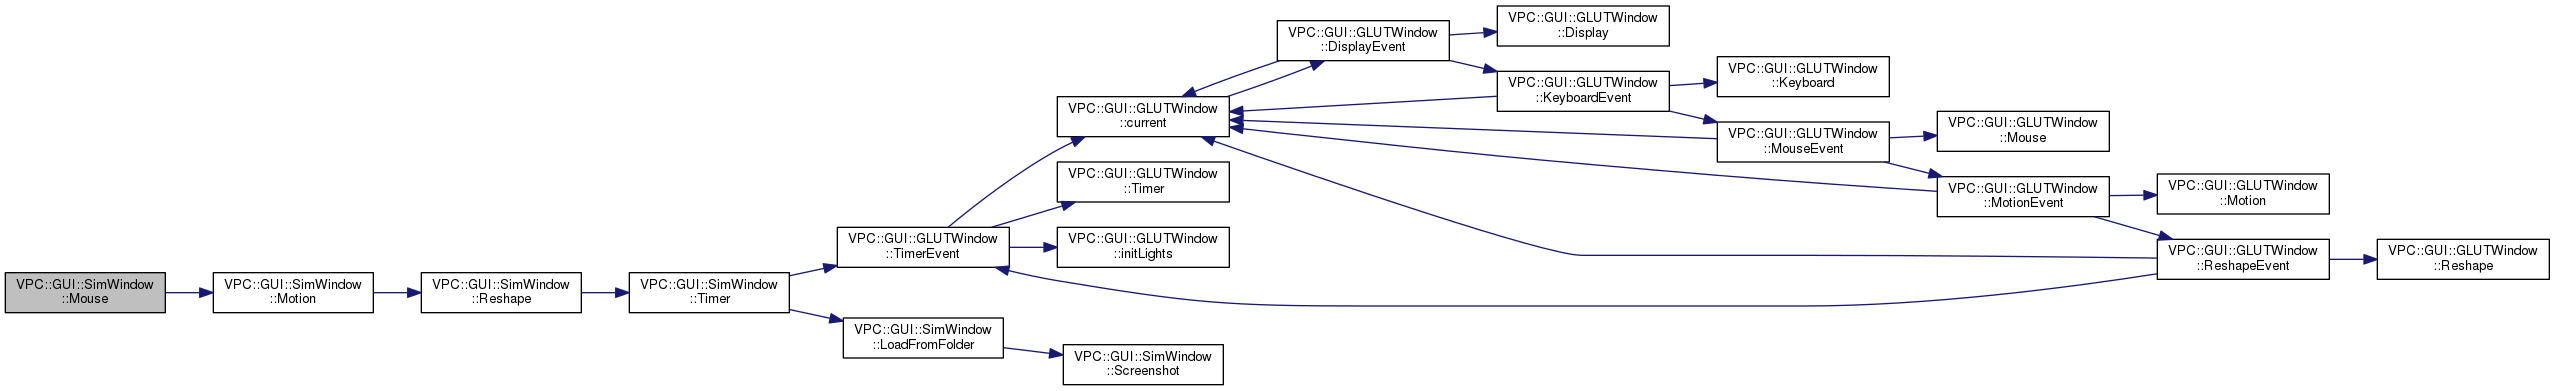 VPC::GUI::SimWindow
::Mouse
VPC::GUI::SimWindow
::Motion
VPC::GUI::SimWindow
::Reshape
VPC::GUI::SimWindow
::Timer
VPC::GUI::GLUTWindow
::TimerEvent
VPC::GUI::SimWindow
::LoadFromFolder
VPC::GUI::GLUTWindow
::current
VPC::GUI::GLUTWindow
::Timer
VPC::GUI::GLUTWindow
::initLights
VPC::GUI::SimWindow
::Screenshot
VPC::GUI::GLUTWindow
::DisplayEvent
VPC::GUI::GLUTWindow
::Display
VPC::GUI::GLUTWindow
::KeyboardEvent
VPC::GUI::GLUTWindow
::Keyboard
VPC::GUI::GLUTWindow
::MouseEvent
VPC::GUI::GLUTWindow
::Mouse
VPC::GUI::GLUTWindow
::MotionEvent
VPC::GUI::GLUTWindow
::Motion
VPC::GUI::GLUTWindow
::ReshapeEvent
VPC::GUI::GLUTWindow
::Reshape